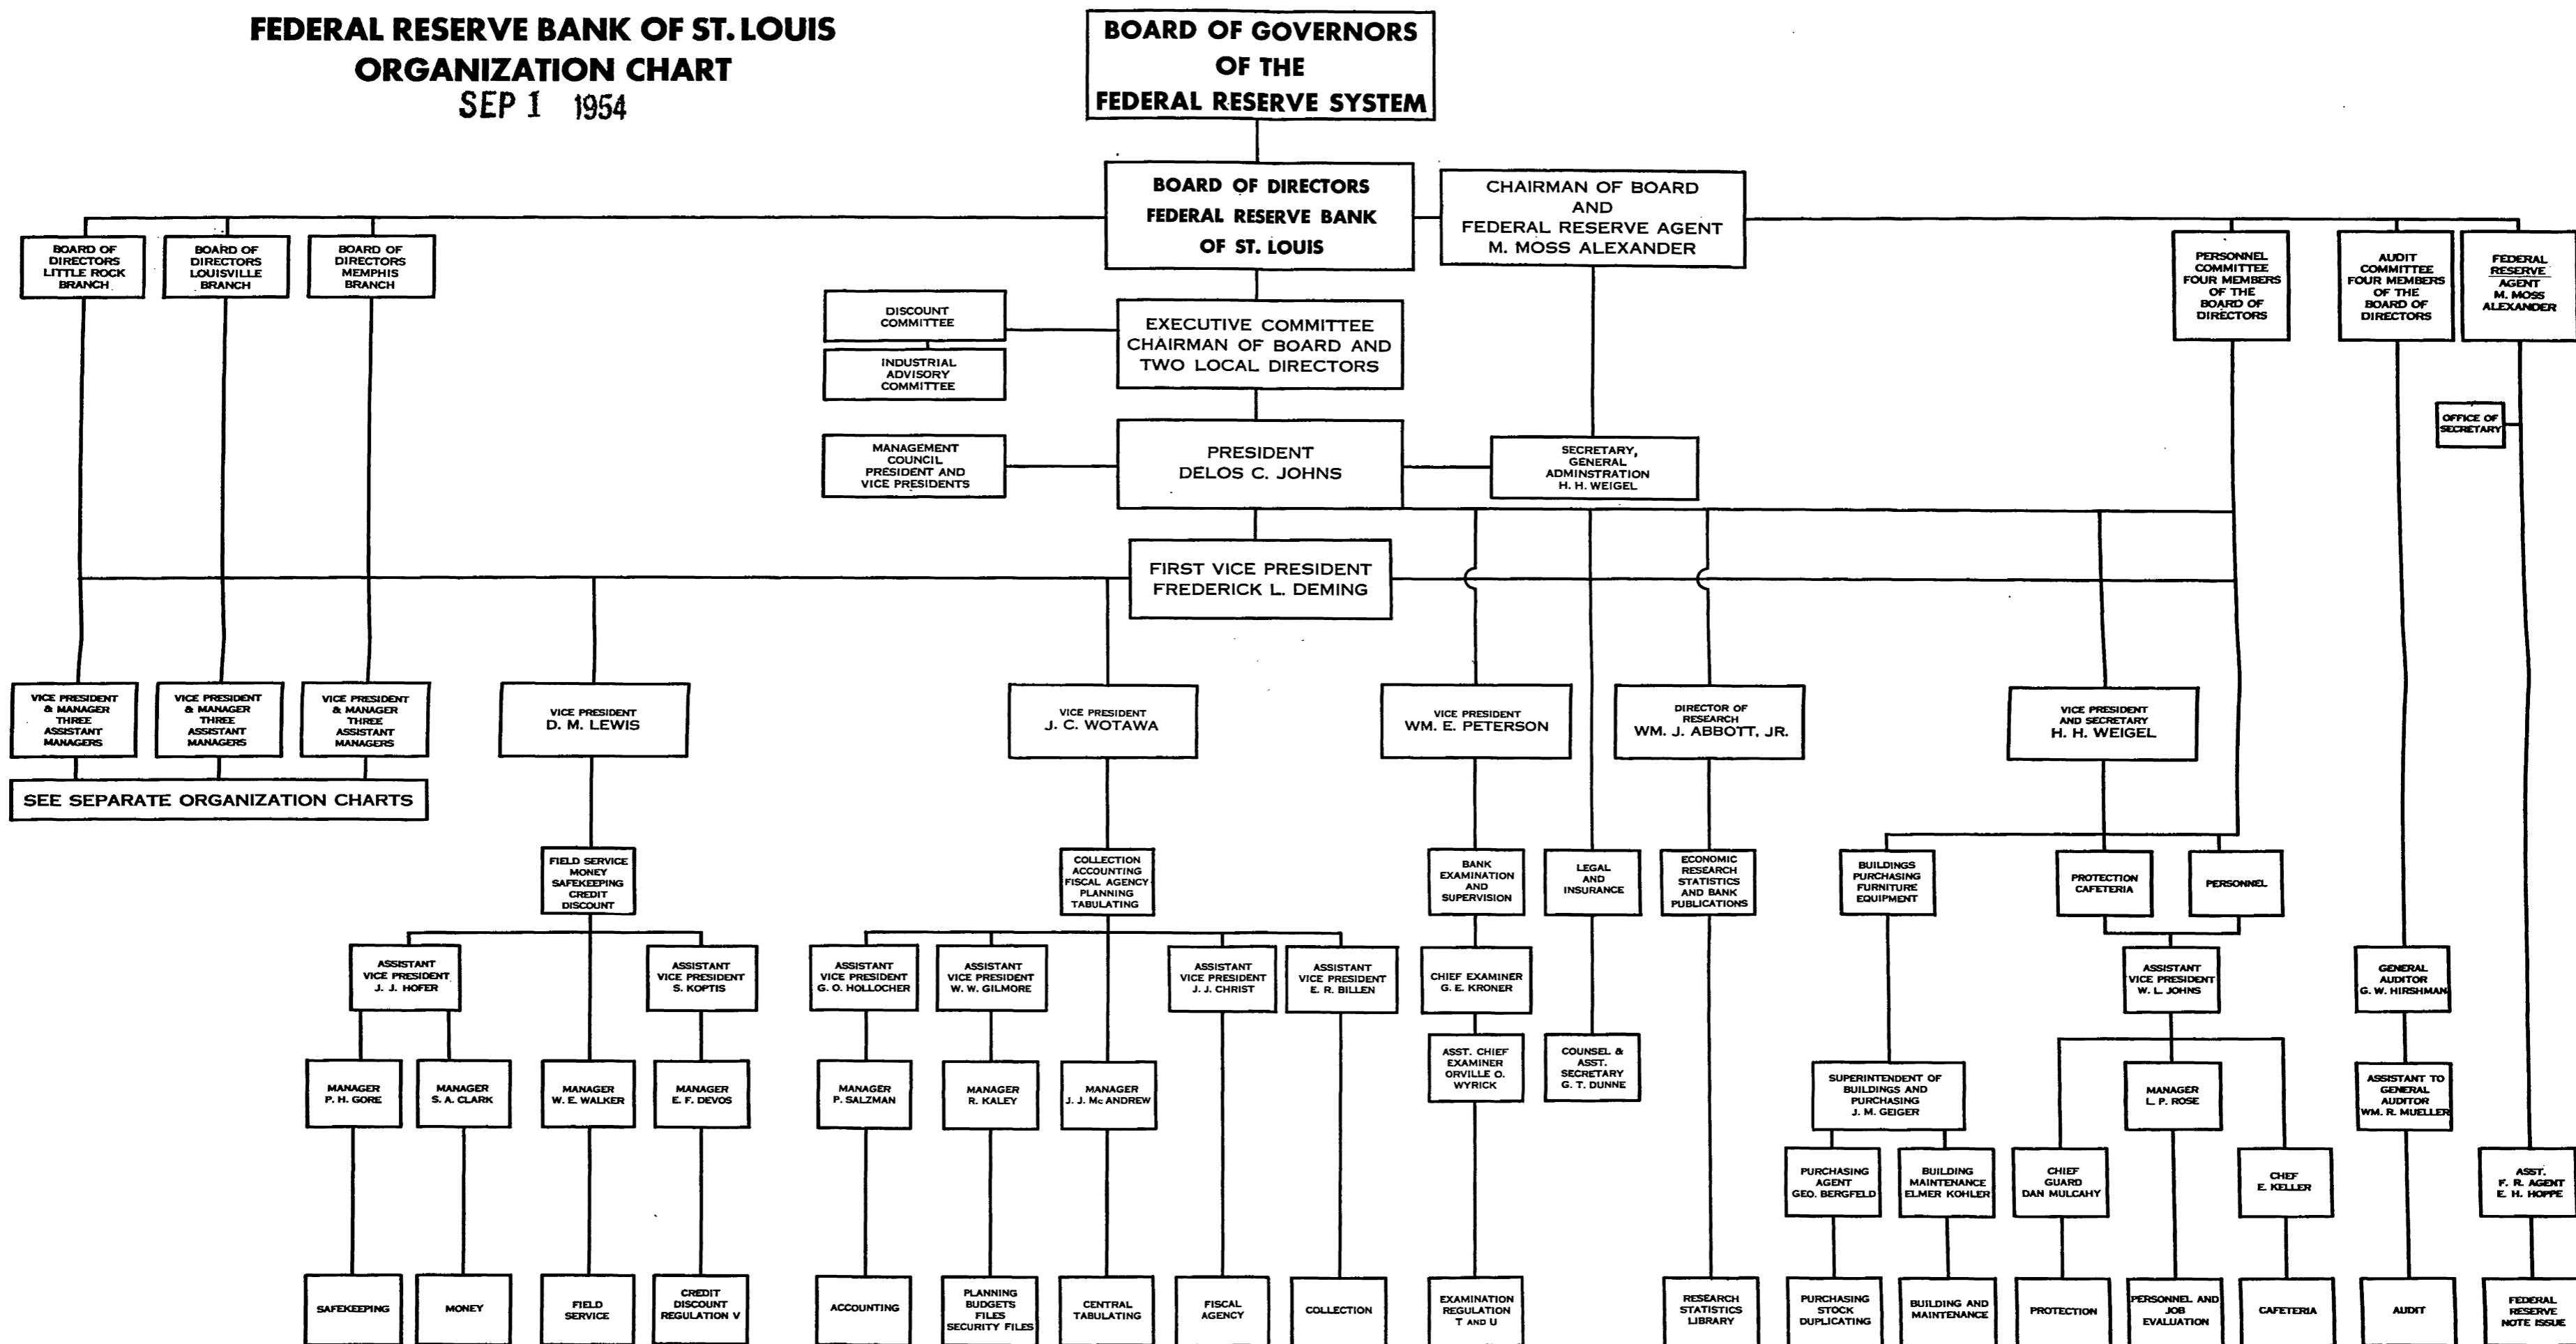 FEDERAL RESERVE BANK OF ST. LOUIS
ORGANIZATION CHART
SEP 1 1954
BOARD OF GOVERNORS
OF THE
FEDERAL RESERVE SYSTEM
BOARD OF DIRECTORS
FEDERAL RESERVE BANK
OF ST. LOUIS
CHAIRMAN OF BOARD
AND
FEDERAL RESERVE AGENT
M. MOSS ALEXANDER
BOARD OF
DIRECTORS
LITTLE ROCK
BRANCH
BOARD OF
DIRECTORS
LOUISVILLE
BRANCH
BOARD OF
DIRECTORS
MEMPHIS
BRANCH
PERSONNEL
COMMITTEE
FOUR MEMBERS
OF THE
BOARD OF
DIRECTORS
AUDIT
COMMITTEE
FOUR MEMBERS
OF THE
BOARD OF
DIRECTORS
FEDERAL
RESERVE
AGENT
M. MOSS
ALEXANDER
DISCOUNT
COMMITTEE
INDUSTRIAL
ADVISORY
COMMITTEE
EXECUTIVE COMMITTEE
CHAIRMAN OF BOARD AND
TWO LOCAL DIRECTORS
OFFICE OF
SECRETARY
MANAGEMENT
COUNCIL
PRESIDENT AND
VICE PRESIDENTS
PRESIDENT
DELOS C. JOHNS
SECRETARY,
GENERAL
ADMINSTRATION
H. H. WEIGEL
FIRST VICE PRESIDENT
FREDERICK L. DEMING
VICE PRESIDENT
& MANAGER
THREE
ASSISTANT
MANAGERS
VICE PRESIDENT
& MANAGER
THREE
ASSISTANT
MANAGERS
VICE PRESIDENT
& MANAGER
THREE
ASSISTANT
MANAGERS
VICE PRESIDENT
D. M. LEWIS
VICE PRESIDENT
J. C. WOTAWA
VICE PRESIDENT
WM. E. PETERSON
DIRECTOR OF
RESEARCH
WM. J. ABBOTT, JR.
VICE PRESIDENT
AND SECRETARY
H. H. WEIGEL
SEE SEPARATE ORGANIZATION CHARTS
FIELD SERVICE
MONEY
SAFEKEEPING
CREDIT
DISCOUNT
COLLECTION
ACCOUNTING
FISCAL AGENCY
PLANNING
TABULATING
BANK
EXAMINATION
AND
SUPERVISION
LEGAL
AND
INSURANCE
ECONOMIC
RESEARCH
STATISTICS
AND BANK
PUBLICATIONS
BUILDINGS
PURCHASING
FURNITURE
EQUIPMENT
PROTECTION
CAFETERIA
PERSONNEL
ASSISTANT
VICE PRESIDENT
J. J. HOFER
ASSISTANT
VICE PRESIDENT
S. KOPTIS
ASSISTANT
VICE PRESIDENT
G. O. HOLLOCHER
ASSISTANT
VICE PRESIDENT
W. W. GILMORE
ASSISTANT
VICE PRESIDENT
J. J. CHRIST
ASSISTANT
VICE PRESIDENT
E. R. BILLEN
CHIEF EXAMINER
G. E. KRONER
ASSISTANT
VICE PRESIDENT
W. L. JOHNS
GENERAL
AUDITOR
G. W. HIRSHMAN
MANAGER
P. H. GORE
MANAGER
S. A. CLARK
MANAGER
W. E. WALKER
MANAGER
E. F. DEVOS
MANAGER
P. SALZMAN
MANAGER
R. KALEY
MANAGER
J. J. Mc ANDREW
ASST. CHIEF
EXAMINER
ORVILLE O.
WYRICK
COUNSEL &
ASST.
SECRETARY
G. T. DUNNE
SUPERINTENDENT OF
BUILDINGS AND
PURCHASING
J. M. GEIGER
MANAGER
L. P. ROSE
ASSISTANT TO
GENERAL
AUDITOR
WM. R. MUELLER
PURCHASING
AGENT
GEO. BERGFELD
BUILDING
MAINTENANCE
ELMER KOHLER
CHIEF
GUARD
DAN MULCAHY
CHEF
E. KELLER
ASST.
F. R. AGENT
E. H. HOPPE
SAFEKEEPING
MONEY
FIELD
SERVICE
CREDIT
DISCOUNT
REGULATION V
ACCOUNTING
PLANNING
BUDGETS
FILES
SECURITY FILES
CENTRAL
TABULATING
FISCAL
AGENCY
COLLECTION
EXAMINATION
REGULATION
T AND U
RESEARCH
STATISTICS
LIBRARY
PURCHASING
STOCK
DUPLICATING
BUILDING AND
MAINTENANCE
PROTECTION
PERSONNEL AND
JOB
EVALUATION
CAFETERIA
AUDIT
FEDERAL
RESERVE
NOTE ISSUE